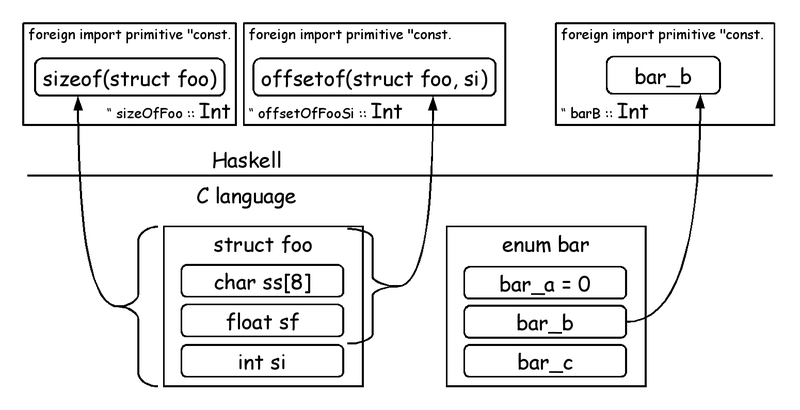 foreign import primitive "const.
sizeof(struct foo)
" sizeOfFoo :: Int
foreign import primitive "const.
offsetof(struct foo, si)
" offsetOfFooSi :: Int
foreign import primitive "const.
bar_b
" barB :: Int
Haskell
C language
struct foo
char ss[8]
float sf
int si
enum bar
bar_a = 0
bar_b
bar_c